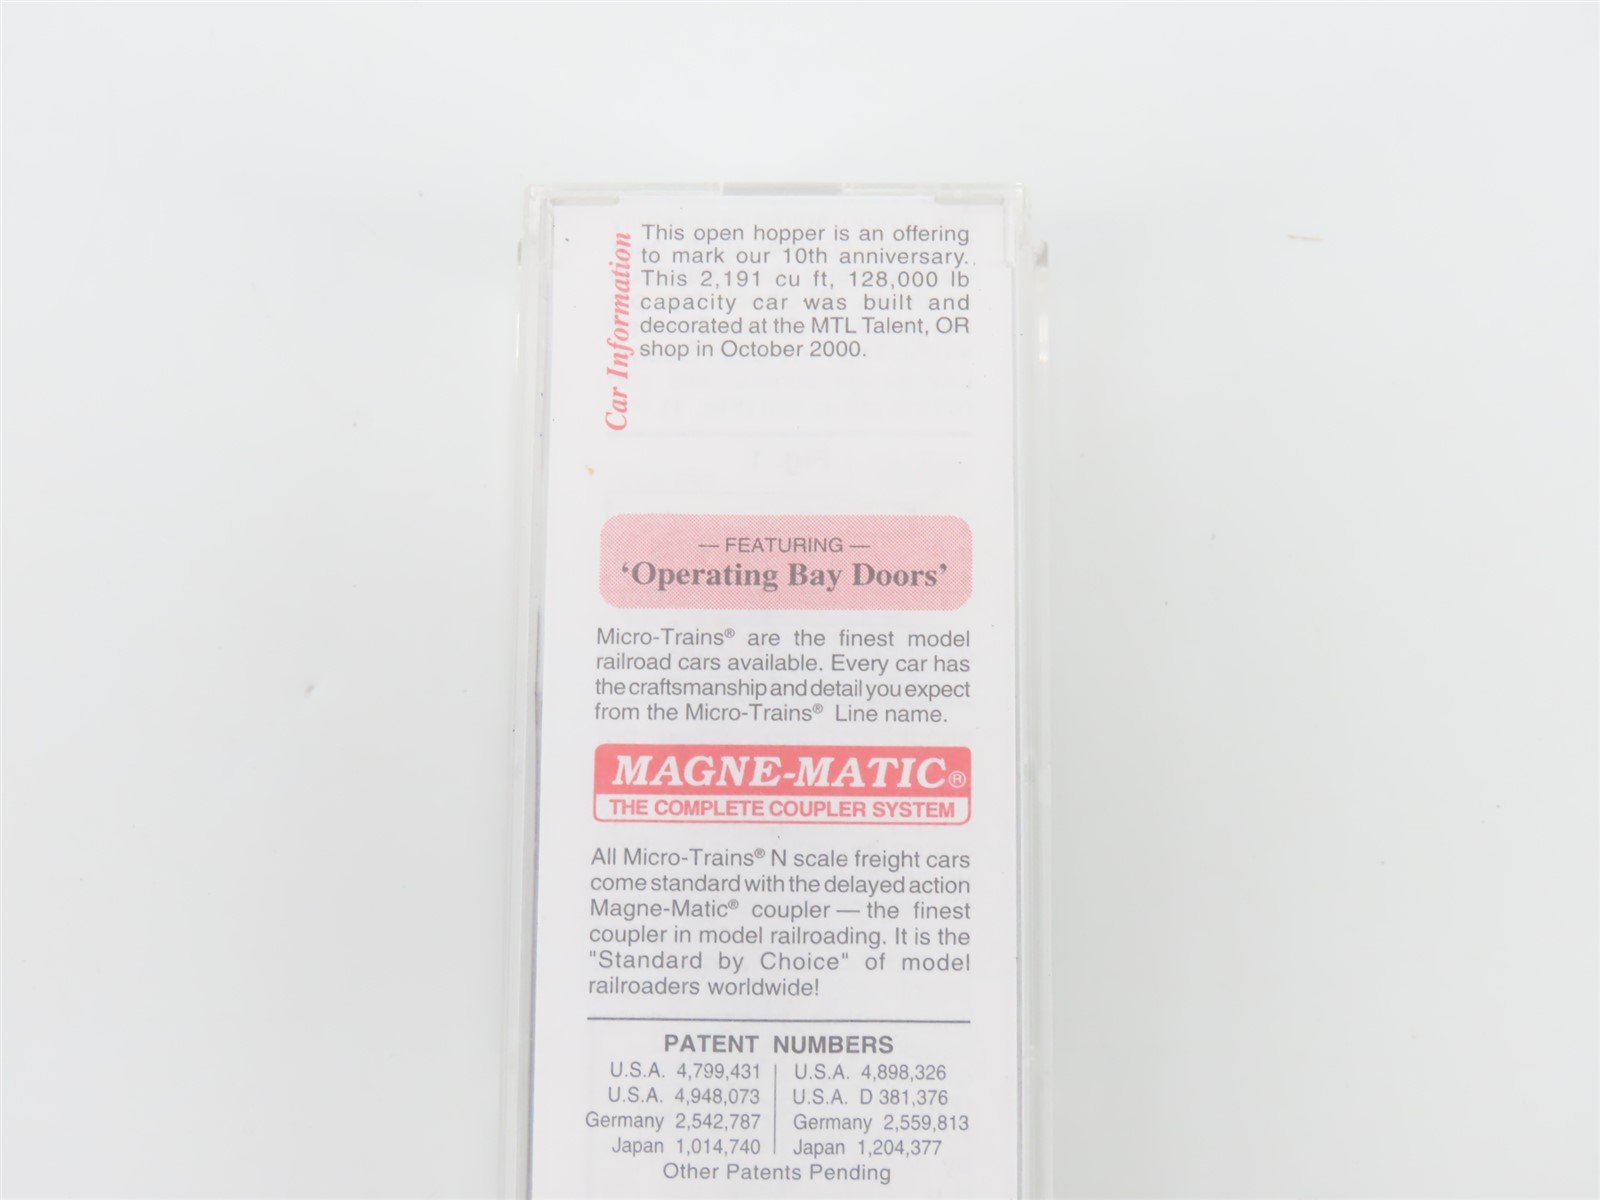 Car Information
This open hopper is an offering
to mark our 10th anniversary..
This 2,191 cu ft, 128,000 lb
capacity car was built and
decorated at the MTL Talent, OR
shop in October 2000.
— FEATURING —
‘Operating Bay Doors’
Micro-Trains® are the finest model
railroad cars available. Every car has
the craftsmanship and detail you expect
from the Micro-Trains® Line name.
MAGNE-MATIC®
THE COMPLETE COUPLER SYSTEM
All Micro-Trains® N scale freight cars
come standard with the delayed action
Magne-Matic® coupler — the finest
coupler in model railroading. It is the
"Standard by Choice" of model
railroaders worldwide!
PATENT NUMBERS
U.S.A. 4,799,431 | U.S.A. 4,898,326
U.S.A. 4,948,073 | U.S.A. D 381,376
Germany 2,542,787 | Germany 2,559,813
Japan 1,014,740 | Japan 1,204,377
Other Patents Pending